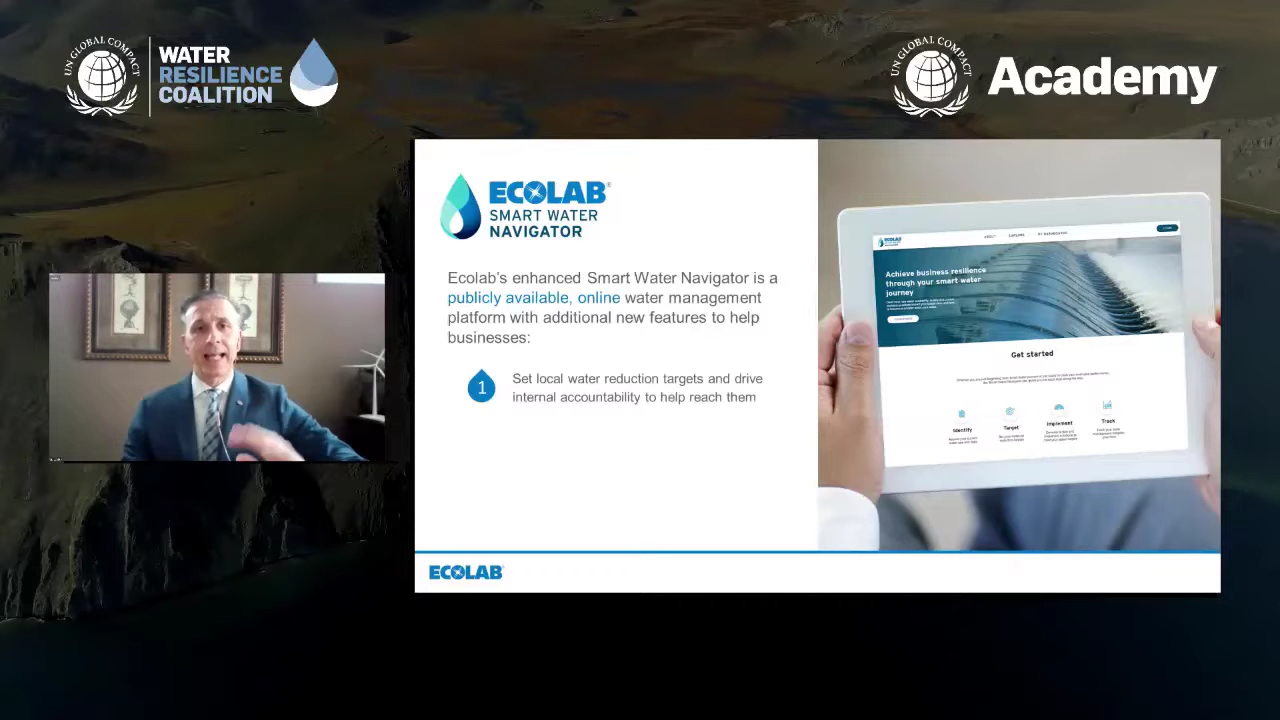 UN GLOBAL COMPACT
WATER
RESILIENCE
COALITION
UN GLOBAL COMPACT
Academy
ECOLAB®
SMART WATER
NAVIGATOR
Ecolab's enhanced Smart Water Navigator is a
publicly available, online water management
platform with additional new features to help
businesses:
1
Set local water reduction targets and drive
internal accountability to help reach them
ECOLAB
ABOUT
EXPLORE
Achieve business resilience
through your smart water
journey
Get started
Identify
Target
Implement
Track
ECOLAB®